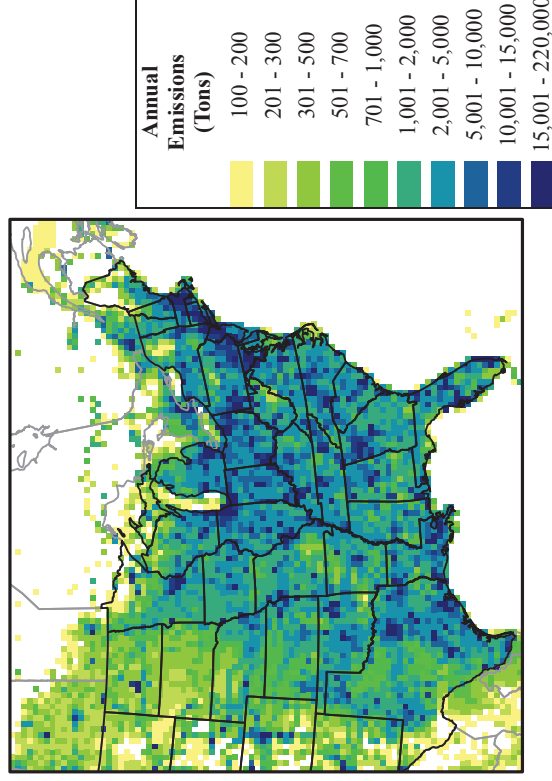 Annual
Emissions
(Tons)
100 - 200
201 - 300
301 - 500
501 - 700
701 - 1,000
1,001 - 2,000
2,001 - 5,000
5,001 - 10,000
10,001 - 15,000
15,001 - 220,000